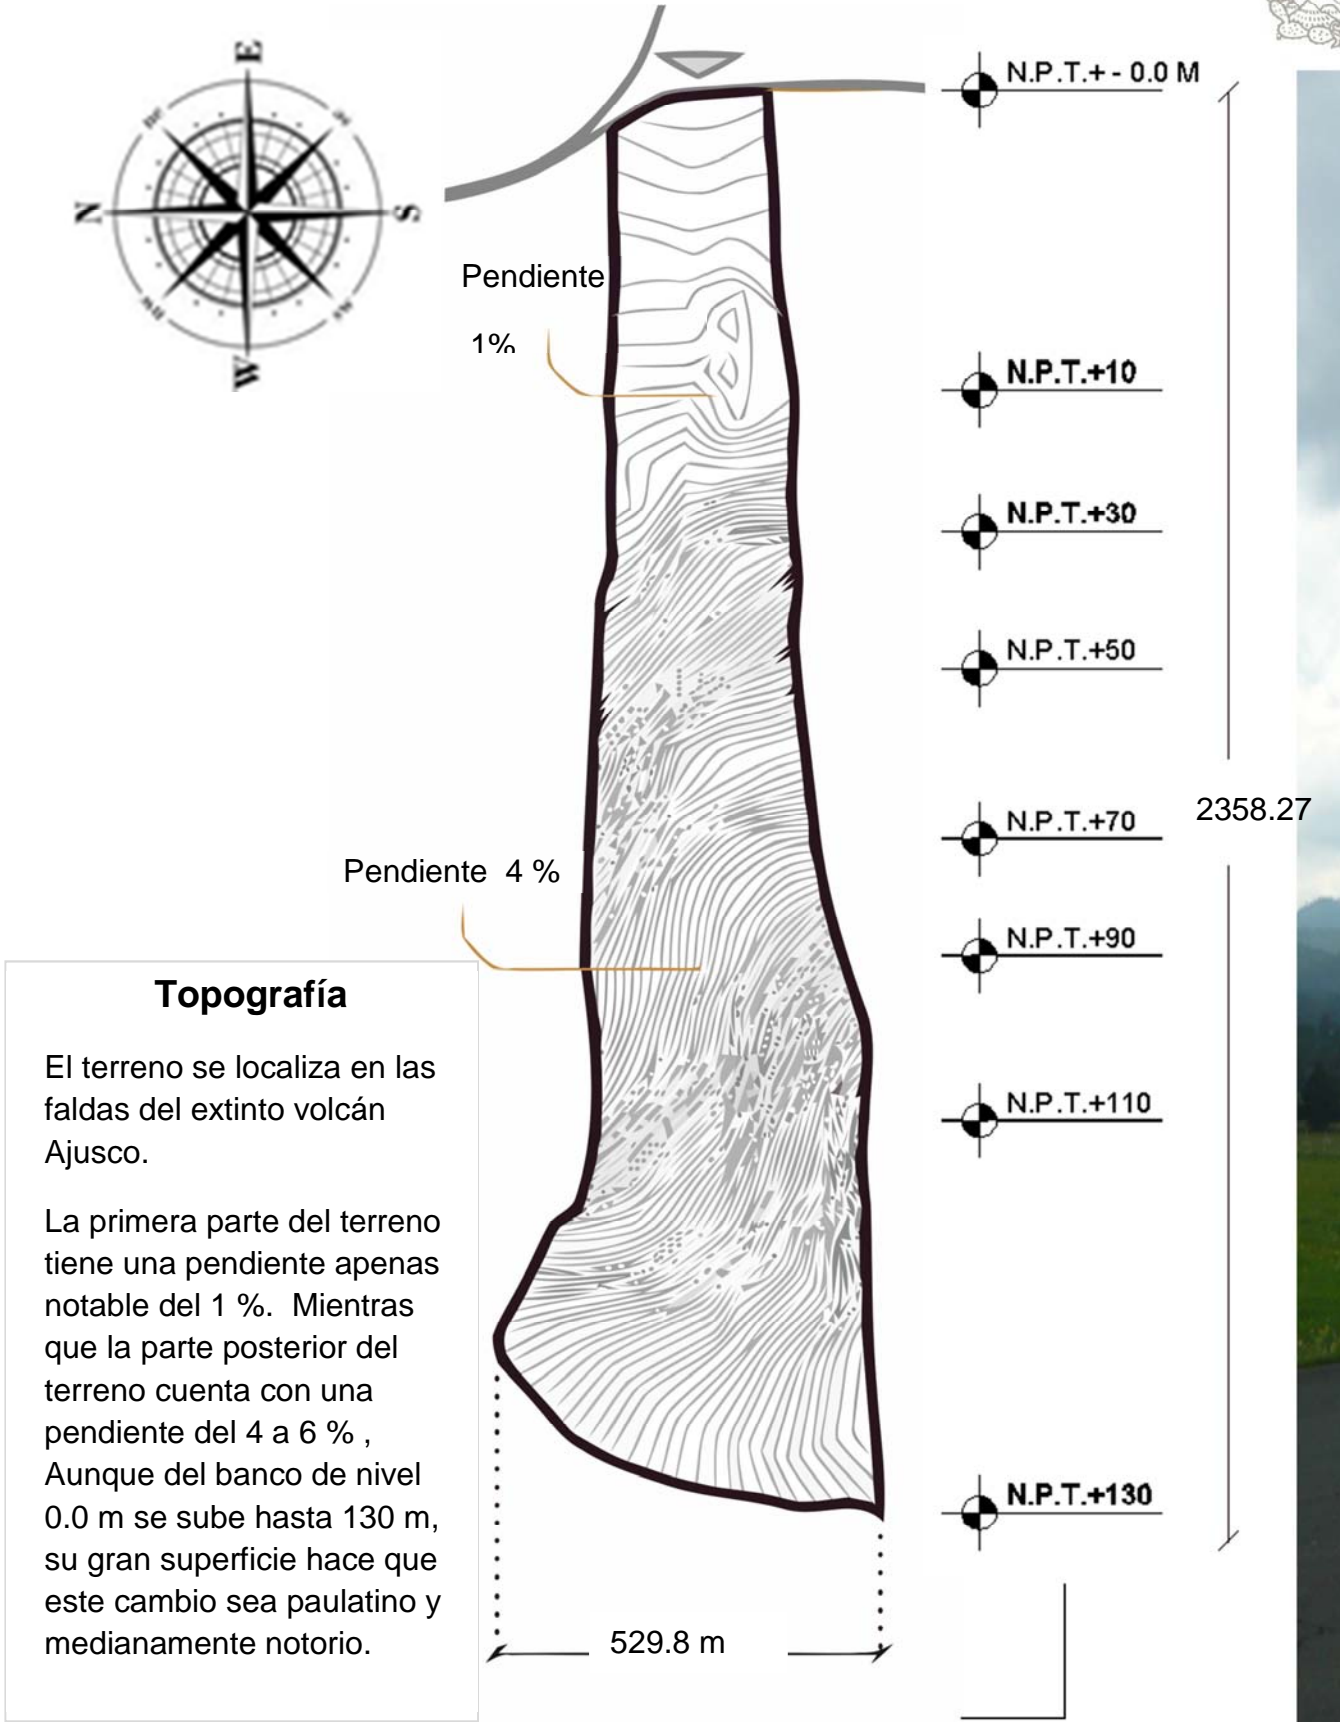 E
N
S
W
N.P.T.+ - 0.0 M
Pendiente
1%
N.P.T.+10
N.P.T.+30
N.P.T.+50
N.P.T.+70
2358.27
Pendiente 4 %
N.P.T.+90
N.P.T.+110
N.P.T.+130
529.8 m
Topografía
El terreno se localiza en las
faldas del extinto volcán
Ajusco.
La primera parte del terreno
tiene una pendiente apenas
notable del 1 %. Mientras
que la parte posterior del
terreno cuenta con una
pendiente del 4 a 6 % ,
Aunque del banco de nivel
0.0 m se sube hasta 130 m,
su gran superficie hace que
este cambio sea paulatino y
medianamente notorio.